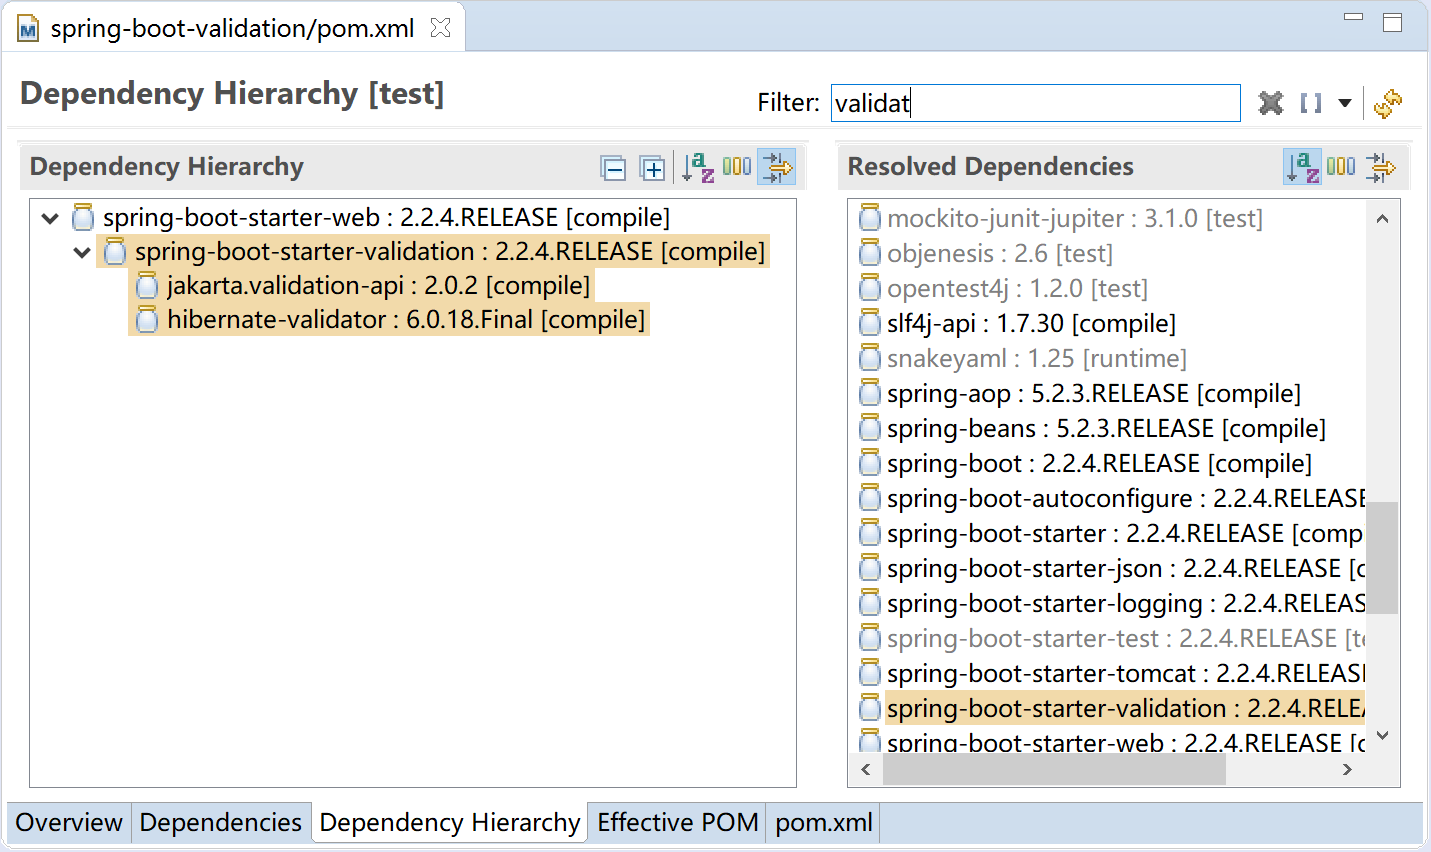 spring-boot-validation/pom.xml
Dependency Hierarchy [test]
Filter: validat
Dependency Hierarchy
spring-boot-starter-web : 2.2.4.RELEASE [compile]
spring-boot-starter-validation : 2.2.4.RELEASE [compile]
jakarta.validation-api : 2.0.2 [compile]
hibernate-validator : 6.0.18.Final [compile]
Resolved Dependencies
mockito-junit-jupiter : 3.1.0 [test]
objenesis : 2.6 [test]
opentest4j : 1.2.0 [test]
slf4j-api : 1.7.30 [compile]
snakeyaml : 1.25 [runtime]
spring-aop : 5.2.3.RELEASE [compile]
spring-beans : 5.2.3.RELEASE [compile]
spring-boot : 2.2.4.RELEASE [compile]
spring-boot-autoconfigure : 2.2.4.RELEASE
spring-boot-starter : 2.2.4.RELEASE [comp
spring-boot-starter-json : 2.2.4.RELEASE [c
spring-boot-starter-logging : 2.2.4.RELEAS
spring-boot-starter-test : 2.2.4.RELEASE [te
spring-boot-starter-tomcat : 2.2.4.RELEASE
spring-boot-starter-validation : 2.2.4.RELEA
spring-boot-starter-web : 2.2.4.RELEASE [c
Overview Dependencies Dependency Hierarchy Effective POM pom.xml